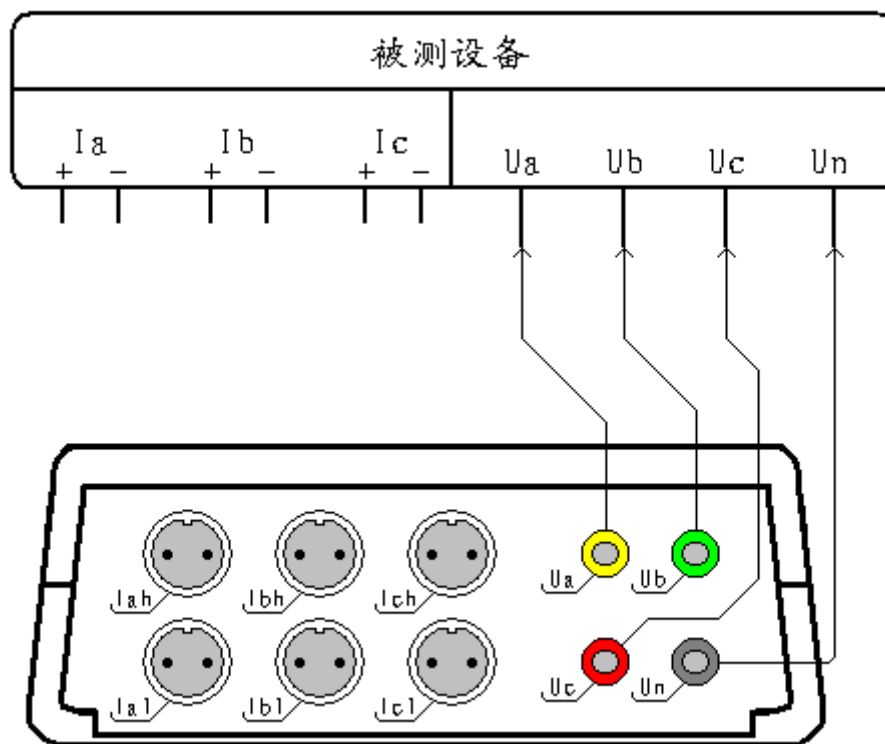 被测设备
Ia Ib Ic
+ - + - + -
Ua Ub Uc Un
Iah Ibh Ich Ua Ub
Ial Ibl Icl Uc Un